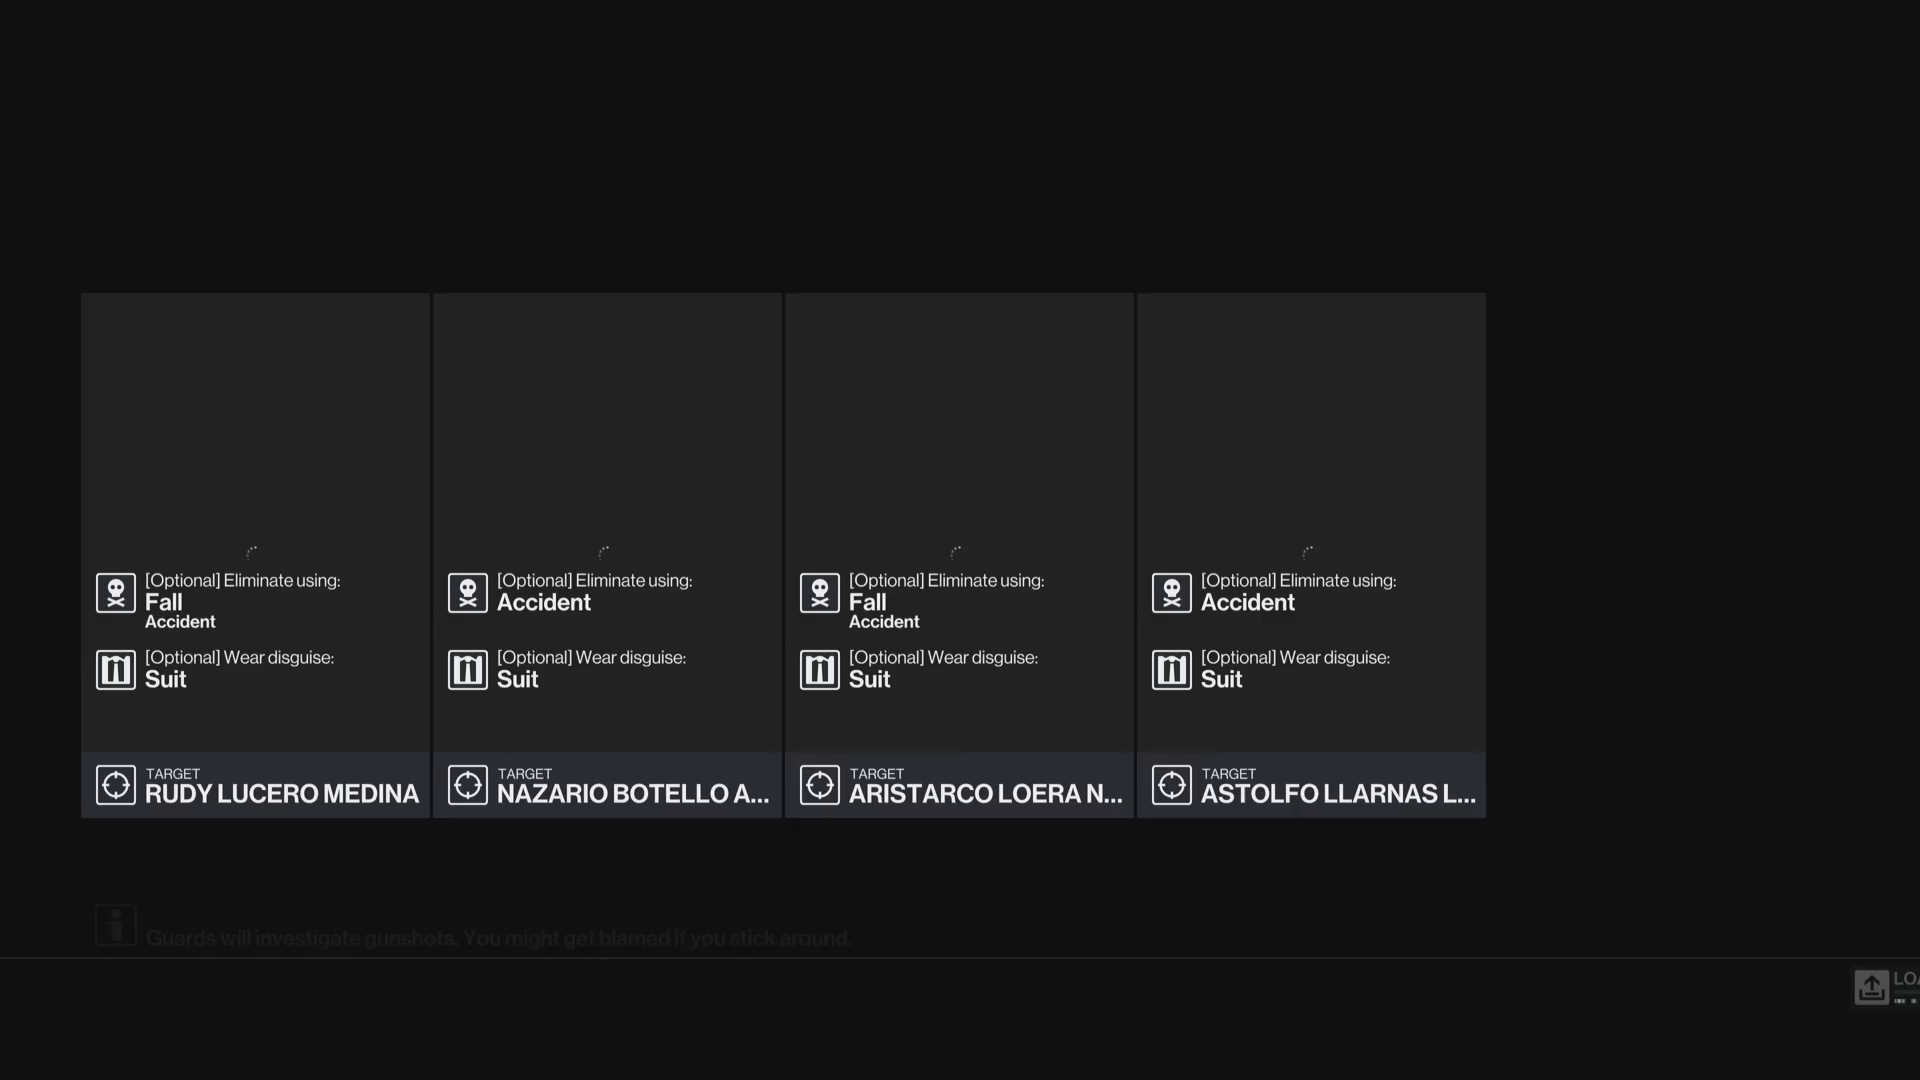 [Optional] Eliminate using:
Fall
Accident
[Optional] Wear disguise:
Suit
TARGET
RUDY LUCERO MEDINA
[Optional] Eliminate using:
Accident
[Optional] Wear disguise:
Suit
TARGET
NAZARIO BOTELLO A...
[Optional] Eliminate using:
Fall
Accident
[Optional] Wear disguise:
Suit
TARGET
ARISTARCO LOERA N...
[Optional] Eliminate using:
Accident
[Optional] Wear disguise:
Suit
TARGET
ASTOLFO LLARNAS L...
Guards will investigate gunshots. You might get blamed if you stick around.